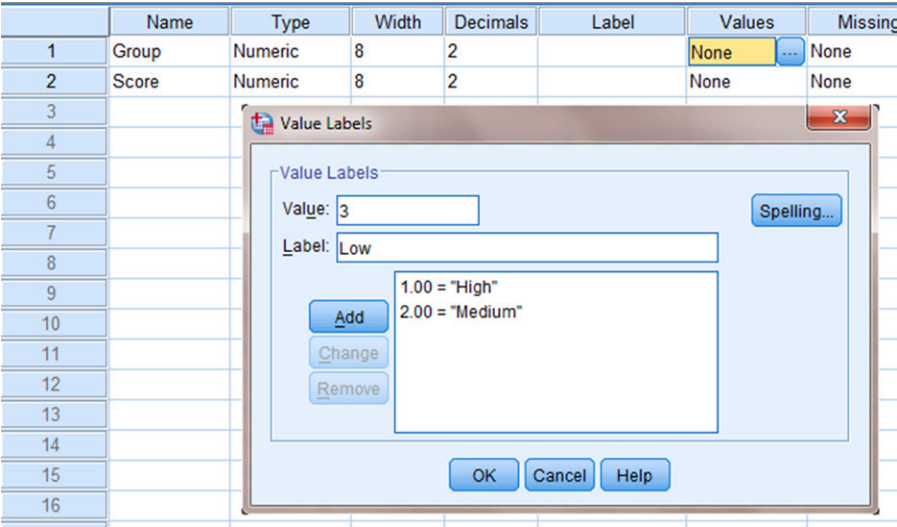 Name Type Width Decimals Label Values Missing
1 Group Numeric 8 2 None ... None
2 Score Numeric 8 2 None None
3
Value Labels
4
5
Value Labels
6
Value: 3 Spelling...
7
Label: Low
8
9
1.00 = "High"
10
Add 2.00 = "Medium"
11
Change
12
Remove
13
14
15
OK Cancel Help
16